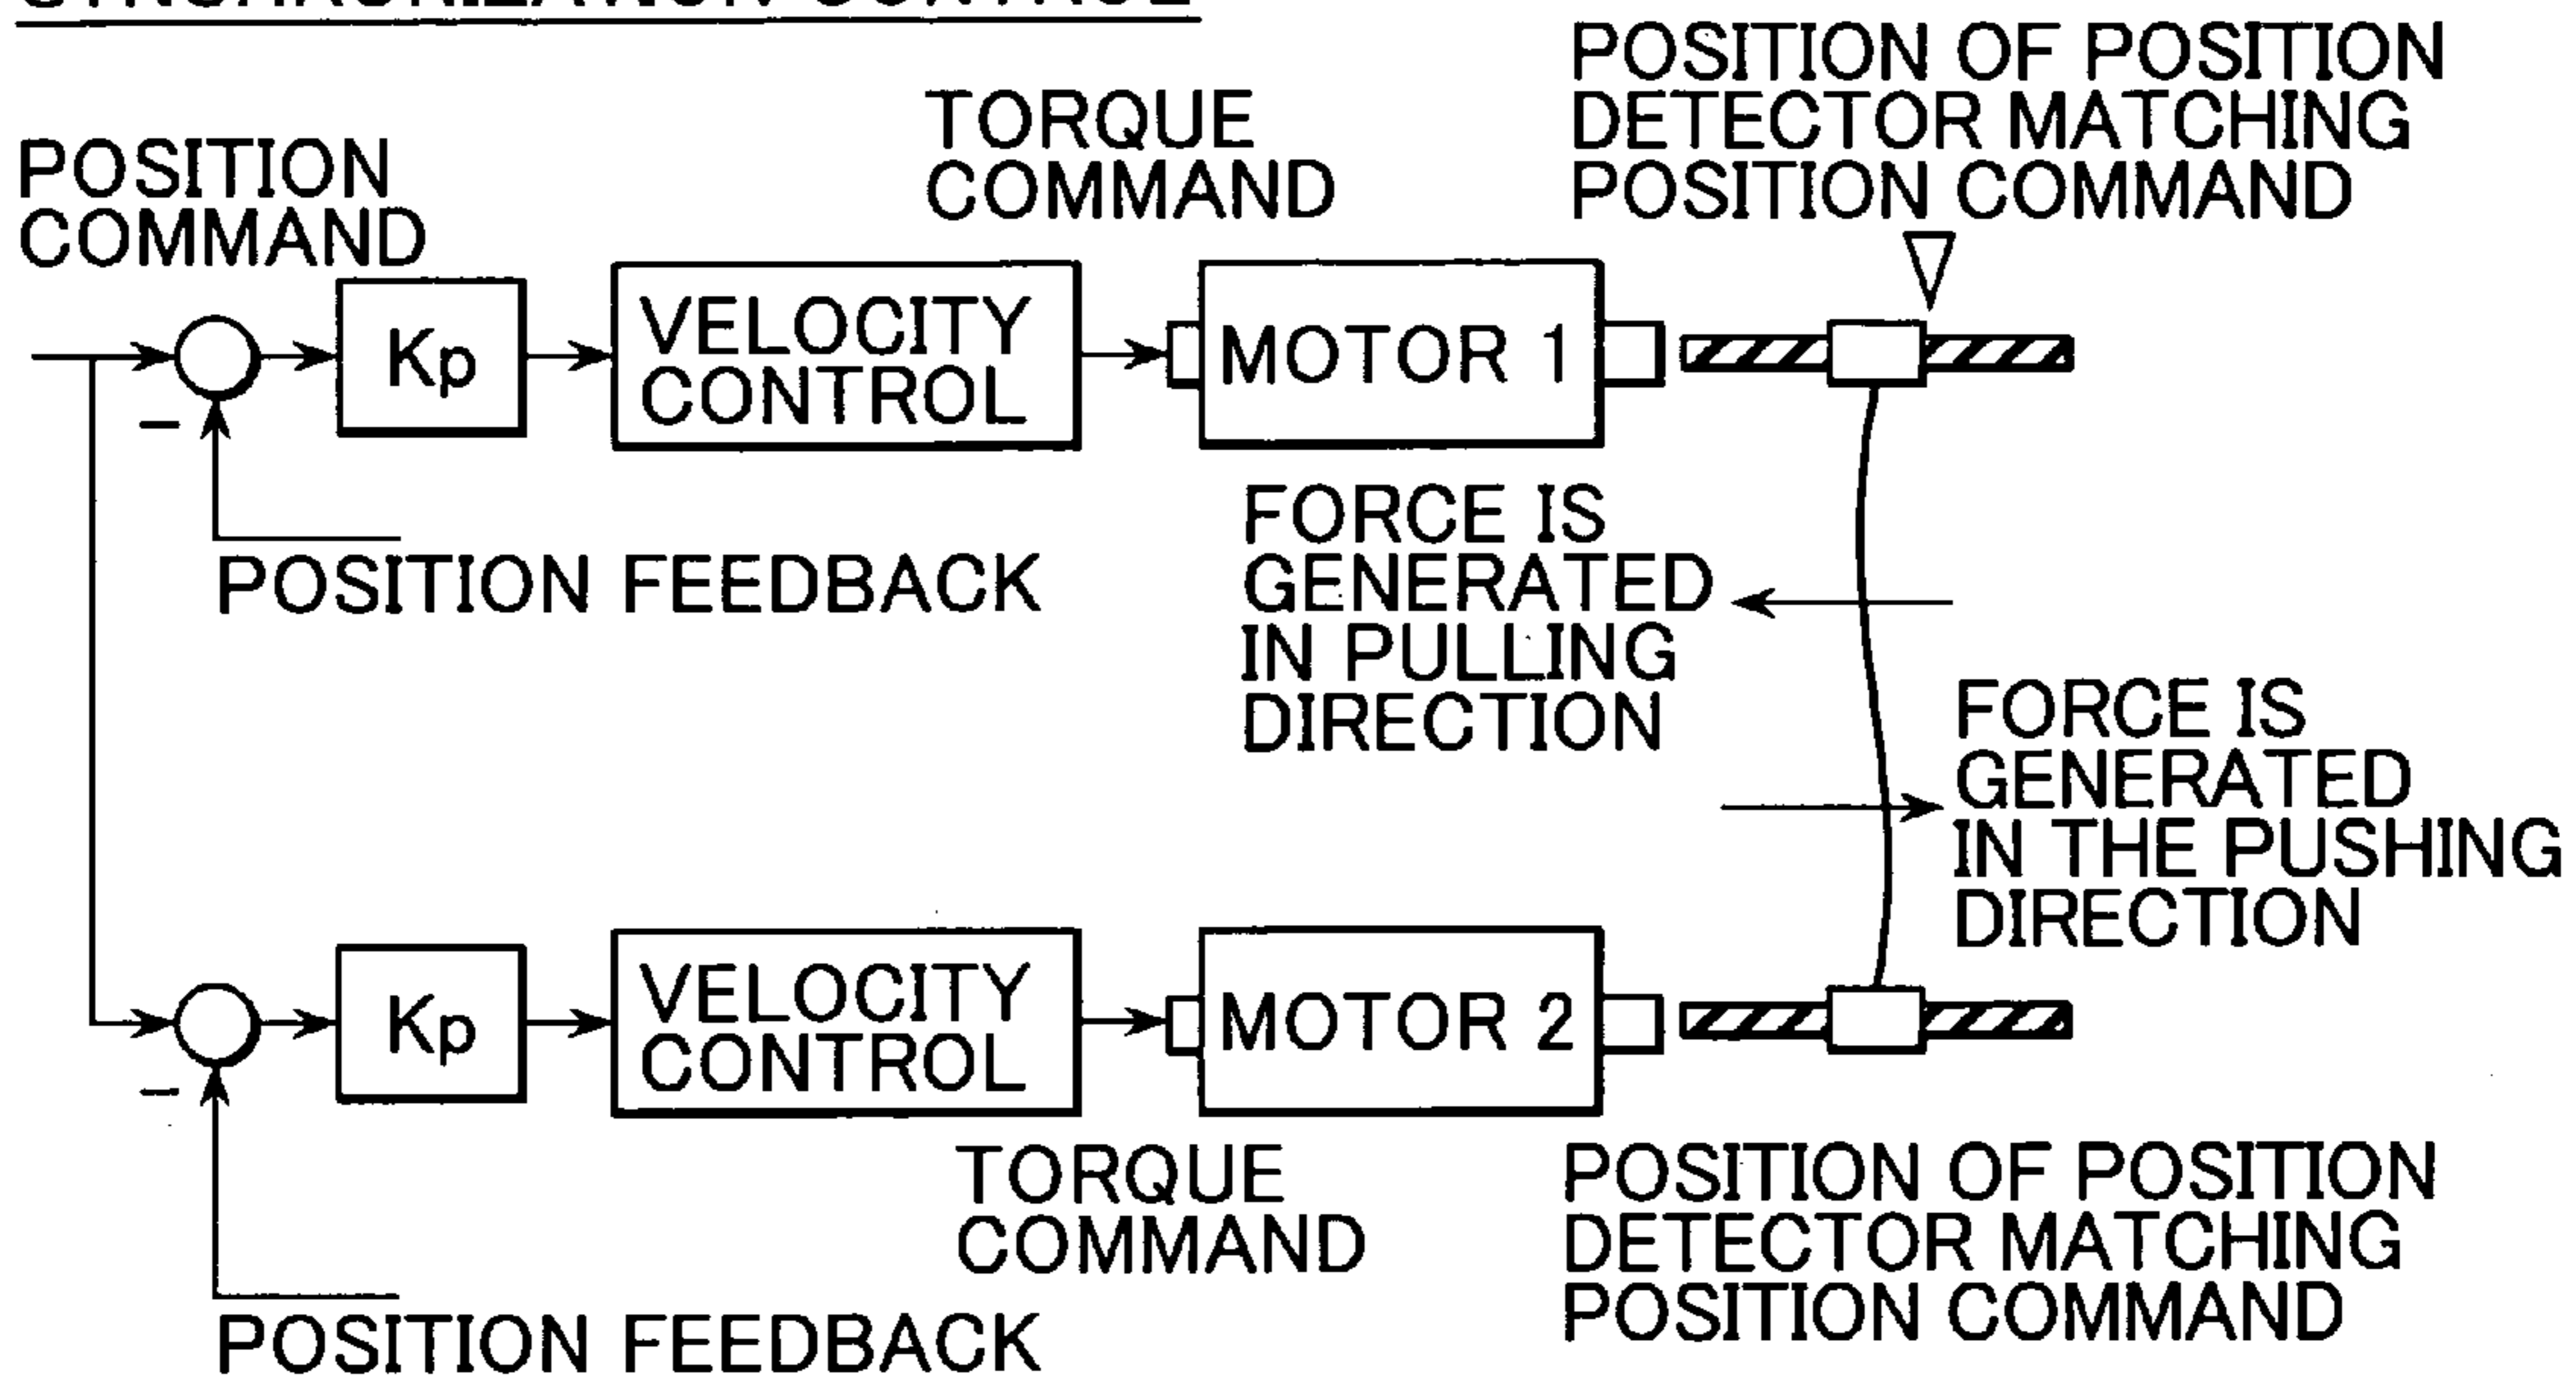 SYNCHRONIZATION CONTROL
POSITION OF POSITION
DETECTOR MATCHING
POSITION COMMAND
TORQUE
COMMAND
POSITION
COMMAND
Kp
VELOCITY
CONTROL
MOTOR 1
–
POSITION FEEDBACK
FORCE IS
GENERATED
IN PULLING
DIRECTION
FORCE IS
GENERATED
IN THE PUSHING
DIRECTION
Kp
VELOCITY
CONTROL
MOTOR 2
–
TORQUE
COMMAND
POSITION OF POSITION
DETECTOR MATCHING
POSITION COMMAND
POSITION FEEDBACK